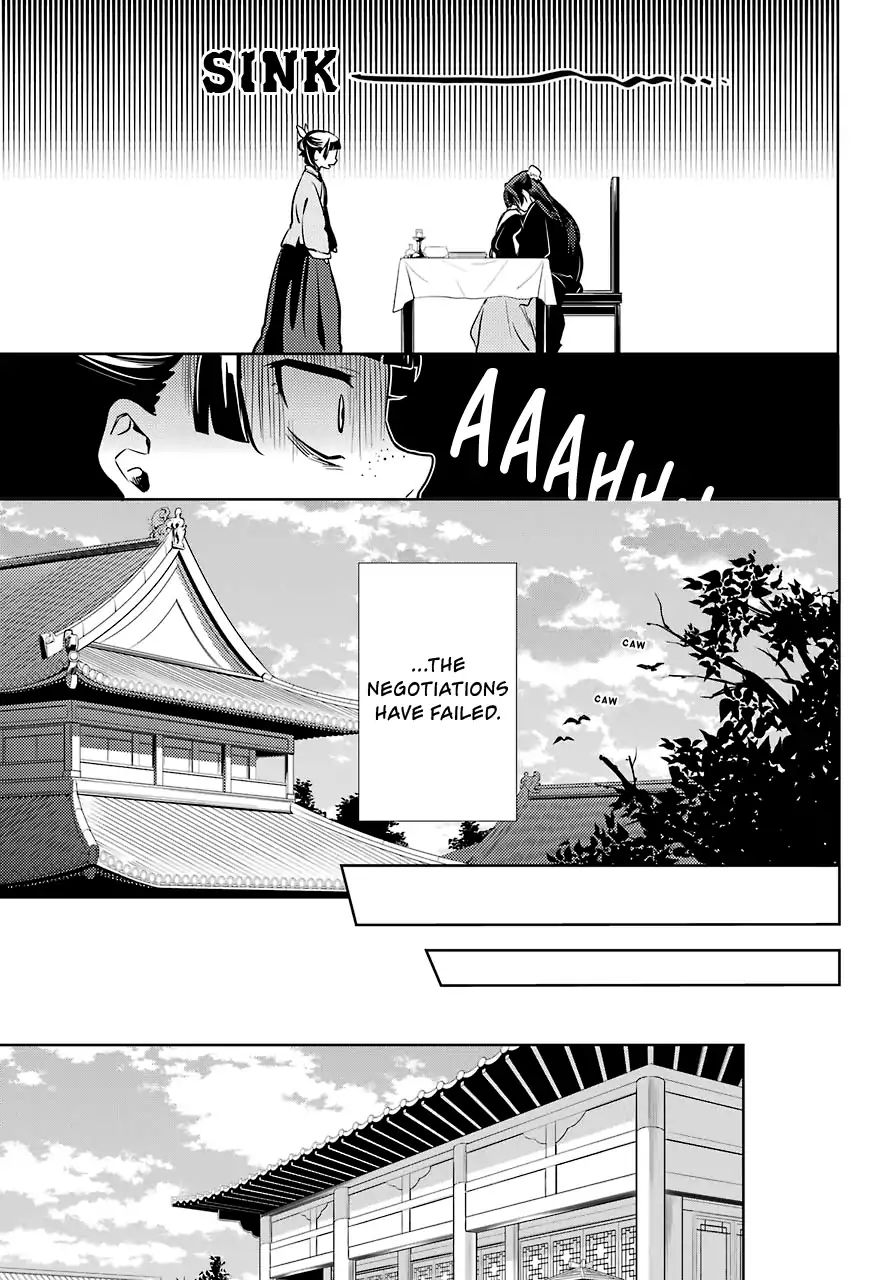 SINK
AAAHH..
...THE
NEGOTIATIONS
HAVE FAILED.
CAW
CAW